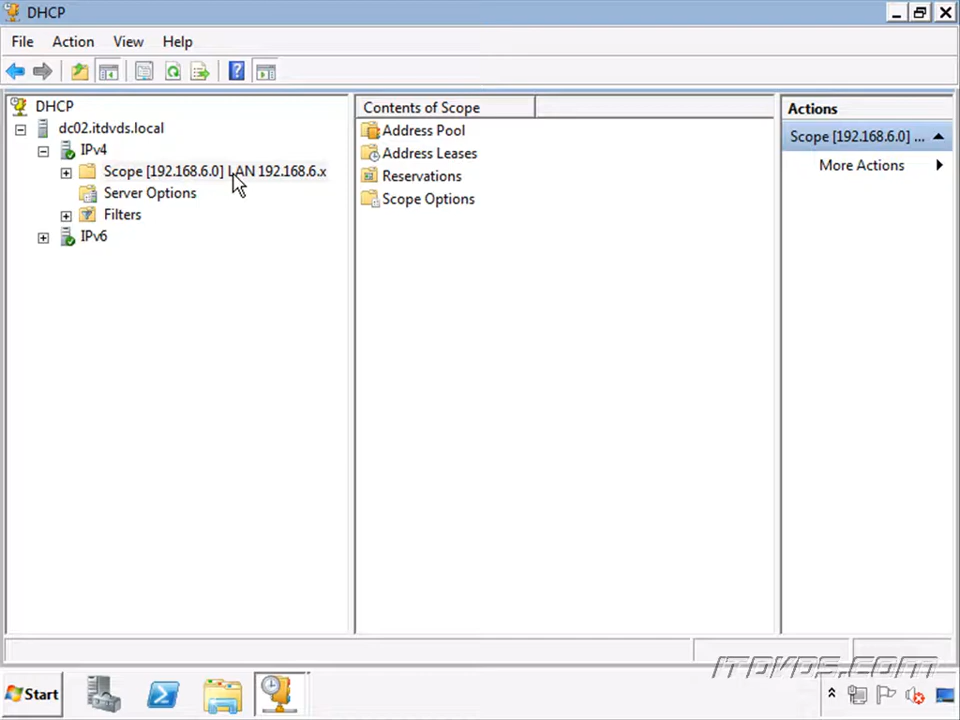 DHCP
File Action View Help
DHCP
dc02.itdvds.local
IPv4
Scope [192.168.6.0] LAN 192.168.6.x
Server Options
Filters
IPv6
Contents of Scope
Address Pool
Address Leases
Reservations
Scope Options
Actions
Scope [192.168.6.0] ...
More Actions
ITDVDS.COM
Start